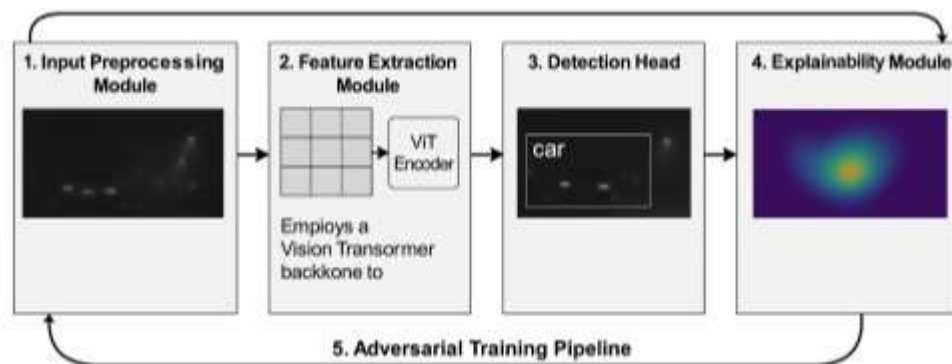 1. Input Preprocessing
Module
2. Feature Extraction
Module
ViT
Encoder
Employs a
Vision Transormer
backkone to
3. Detection Head
car
4. Explainability Module
5. Adversarial Training Pipeline